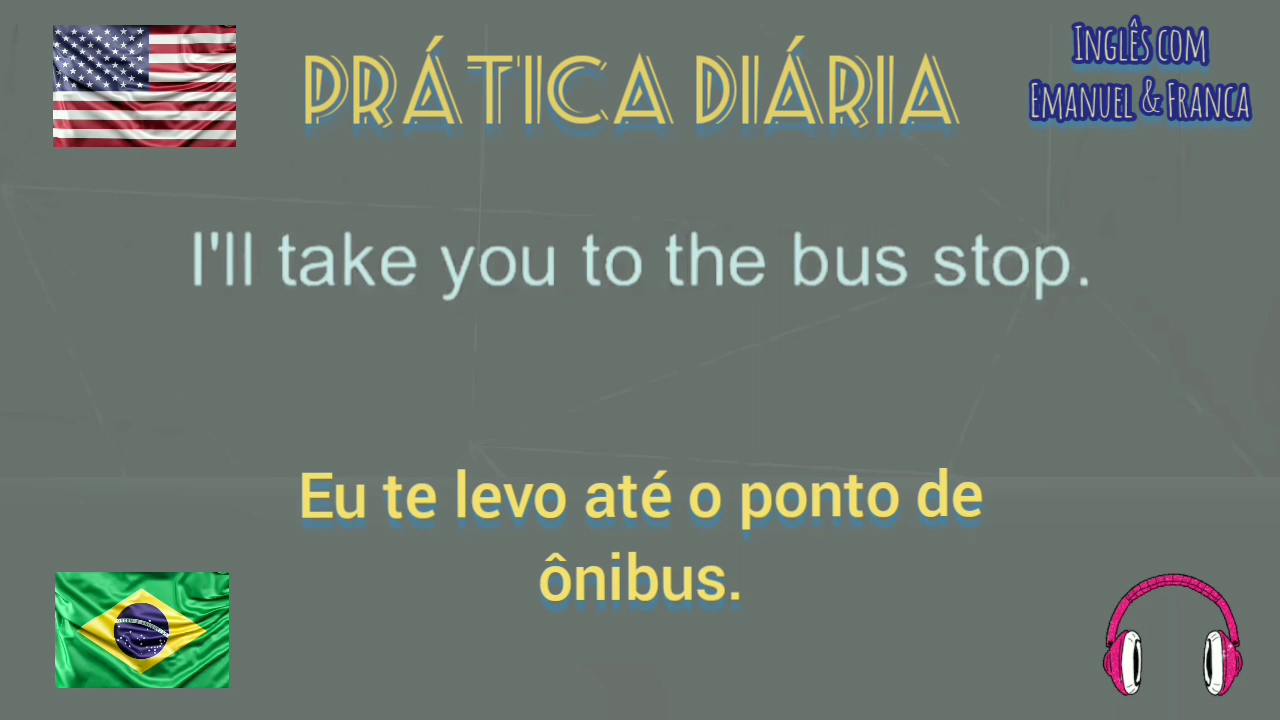 PRÁTICA DIÁRIA
Inglês com
Emanuel & Franca
I'll take you to the bus stop.
Eu te levo até o ponto de
ônibus.